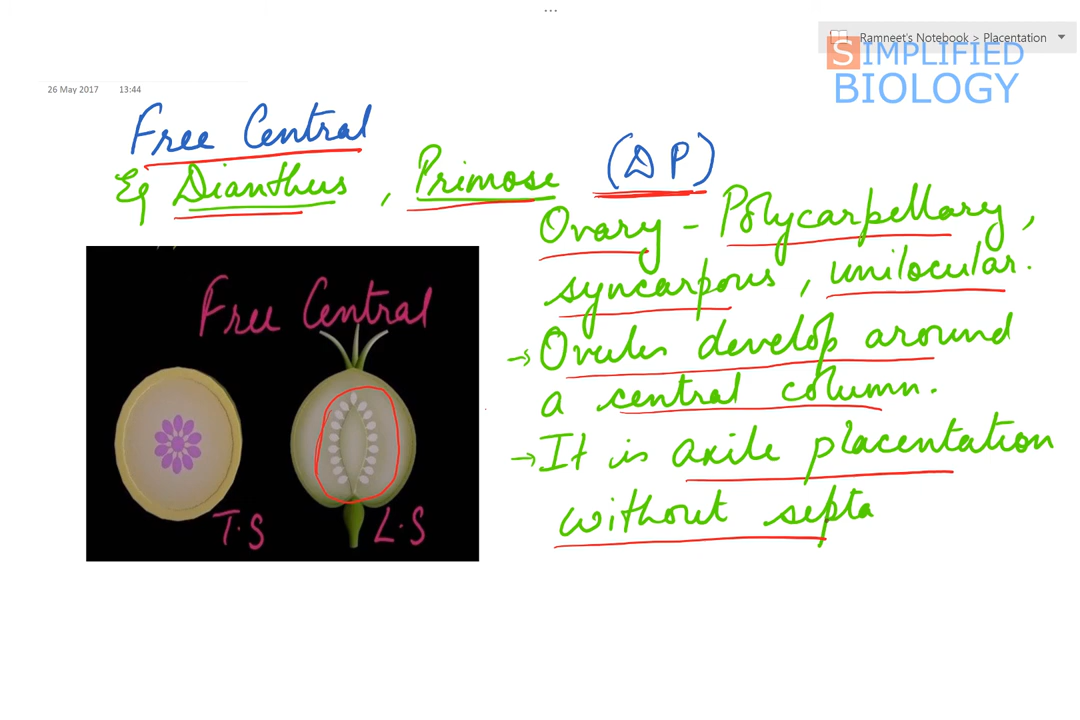 Ramneet's Notebook > Placentation
SIMPLIFIED
BIOLOGY
26 May 2017 13:44
Free Central
Eg Dianthus, Primose (DP)
Ovary - Polycarpellary,
syncarpous, unilocular.
→ Ovules develop around
a central column.
→ It is axile placentation
without septa
Free Central
T.S
L.S